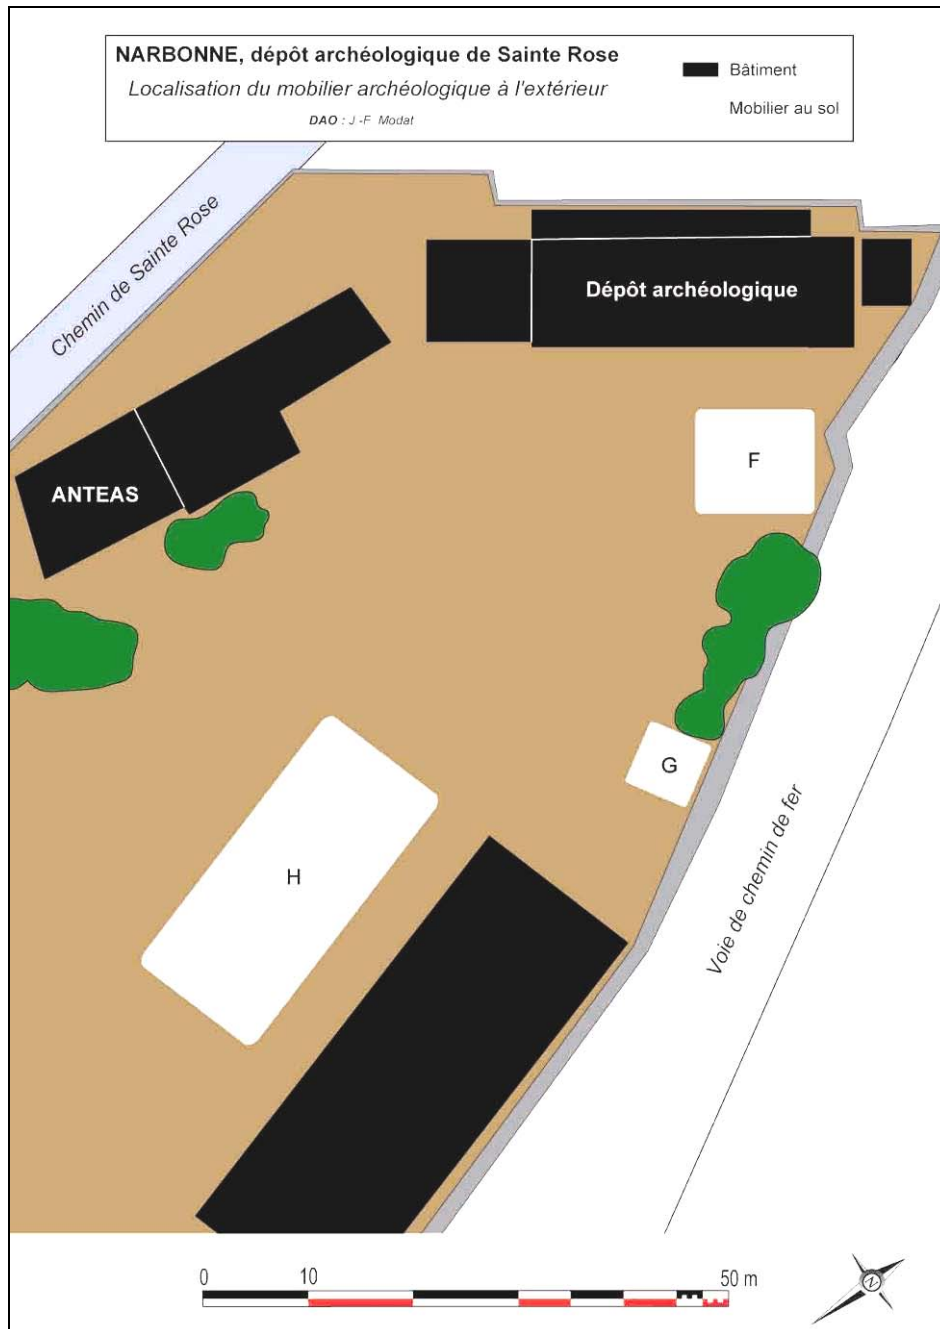 NARBONNE, dépôt archéologique de Sainte Rose
Localisation du mobilier archéologique à l'extérieur
DAO : J -F Modat
Bâtiment
Mobilier au sol
Chemin de Sainte Rose
Dépôt archéologique
F
ANTEAS
G
H
Voie de chemin de fer
0 10 50 m
N